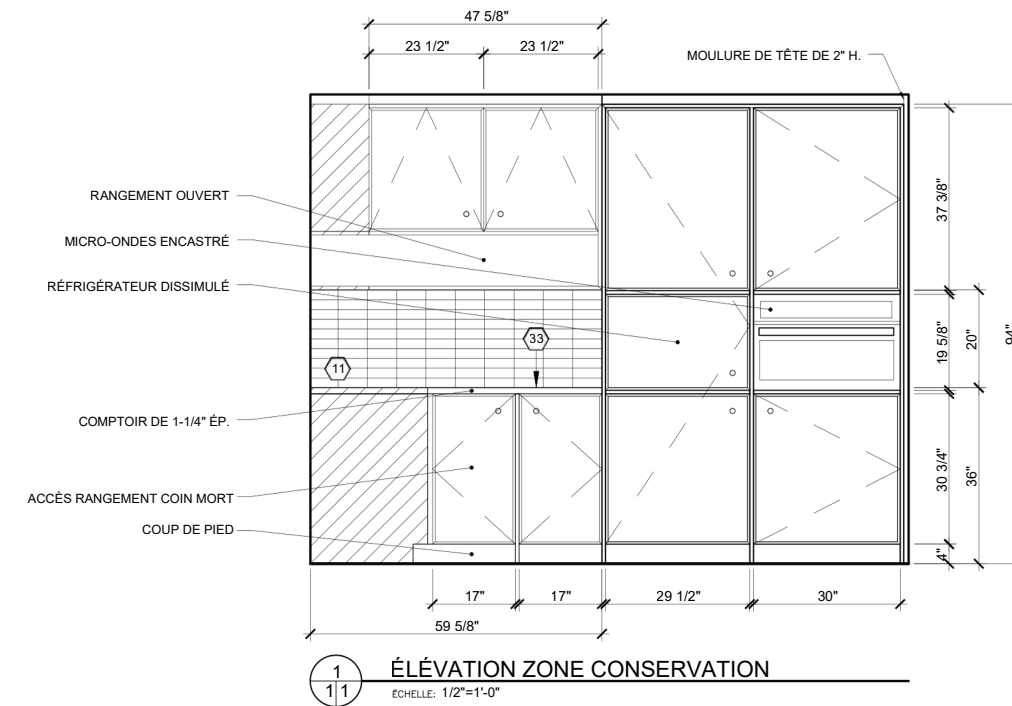 47 5/8"
23 1/2"
23 1/2"
MOULURE DE TÊTE DE 2" H.
RANGEMENT OUVERT
MICRO-ONDES ENCASTRÉ
RÉFRIGÉRATEUR DISSIMULÉ
COMPTOIR DE 1-1/4" ÉP.
ACCÈS RANGEMENT COIN MORT
COUP DE PIED
11
33
37 3/8"
19 5/8"
20"
94"
30 3/4"
36"
4"
17"
17"
29 1/2"
30"
59 5/8"
1
1 1
ÉLÉVATION ZONE CONSERVATION
ÉCHELLE: 1/2"=1'-0"